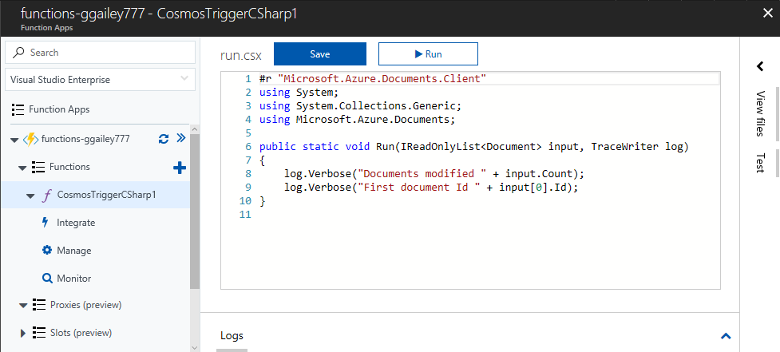 functions-ggailey777 - CosmosTriggerCSharp1
Function Apps
Search
Visual Studio Enterprise
Function Apps
functions-ggailey777
Functions
CosmosTriggerCSharp1
Integrate
Manage
Monitor
Proxies (preview)
Slots (preview)
run.csx
Save
Run
1 #r "Microsoft.Azure.Documents.Client"
2 using System;
3 using System.Collections.Generic;
4 using Microsoft.Azure.Documents;
5
6 public static void Run(IReadOnlyList<Document> input, TraceWriter log)
7 {
8     log.Verbose("Documents modified " + input.Count);
9     log.Verbose("First document Id " + input[0].Id);
10 }
11
Logs
View files
Test